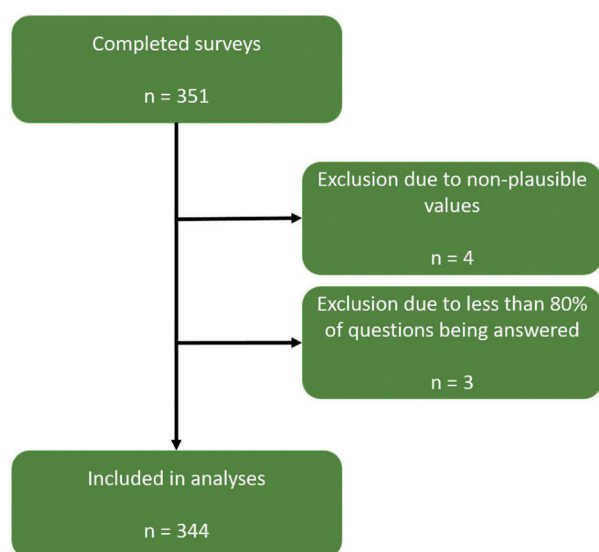 Completed surveys
n = 351
Exclusion due to non-plausible
values
n = 4
Exclusion due to less than 80%
of questions being answered
n = 3
Included in analyses
n = 344